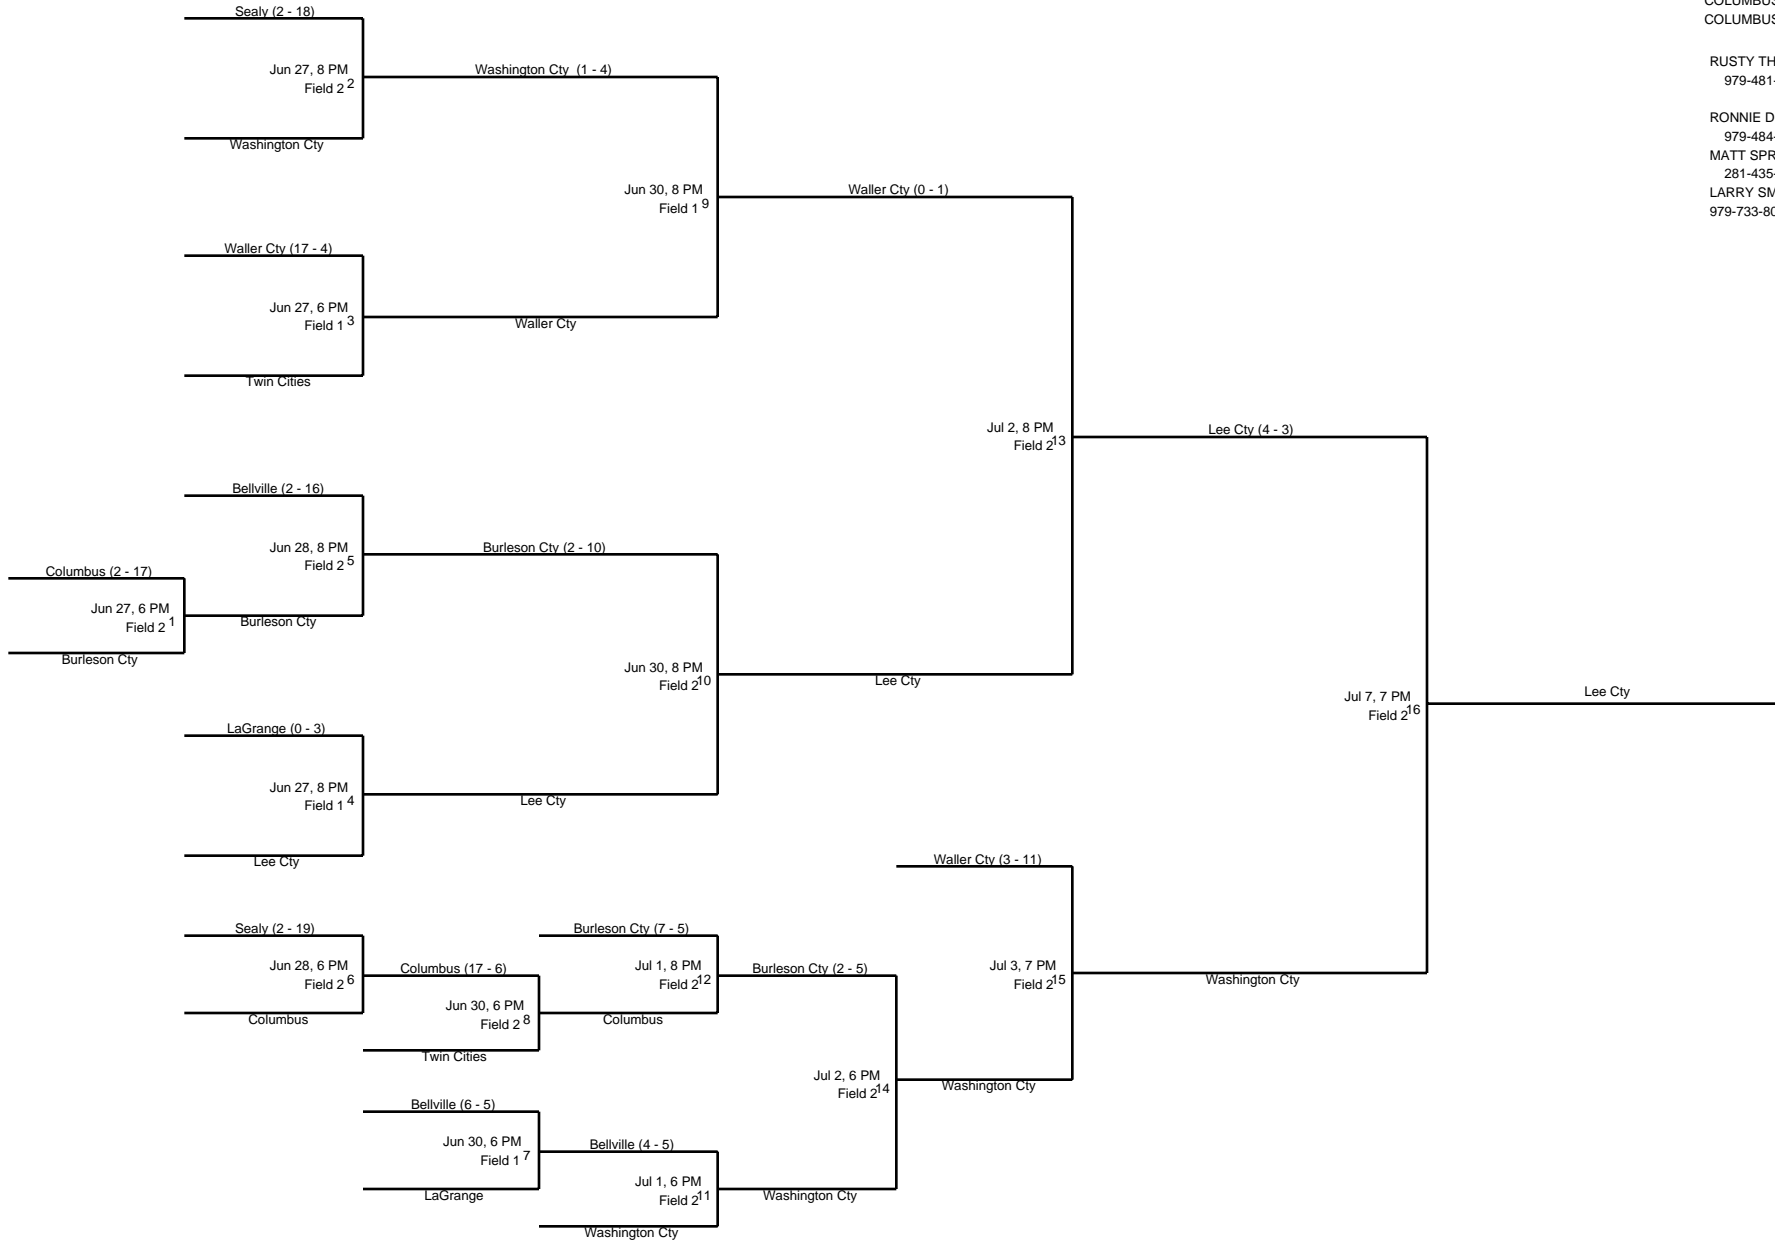 Sealy (2 - 18)
Jun 27, 8 PM
Field 2 2
Washington Cty
Washington Cty (1 - 4)
Waller Cty (17 - 4)
Jun 27, 6 PM
Field 1 3
Twin Cities
Waller Cty
Jun 30, 8 PM
Field 1 9
Waller Cty (0 - 1)
Bellville (2 - 16)
Jun 28, 8 PM
Field 2 5
Burleson Cty
Columbus (2 - 17)
Jun 27, 6 PM
Field 2 1
Burleson Cty
Burleson Cty (2 - 10)
LaGrange (0 - 3)
Jun 27, 8 PM
Field 1 4
Lee Cty
Lee Cty
Jun 30, 8 PM
Field 2 10
Lee Cty
Jul 2, 8 PM
Field 2 13
Lee Cty (4 - 3)
Jul 7, 7 PM
Field 2 16
Lee Cty
Waller Cty (3 - 11)
Jul 3, 7 PM
Field 2 15
Washington Cty
Washington Cty
Sealy (2 - 19)
Jun 28, 6 PM
Field 2 6
Columbus
Columbus (17 - 6)
Jun 30, 6 PM
Field 2 8
Twin Cities
Burleson Cty (7 - 5)
Jul 1, 8 PM
Field 2 12
Columbus
Burleson Cty (2 - 5)
Jul 2, 6 PM
Field 2 14
Washington Cty
Bellville (6 - 5)
Jun 30, 6 PM
Field 1 7
LaGrange
Bellville (4 - 5)
Jul 1, 6 PM
Field 2 11
Washington Cty
COLUMBUS
COLUMBUS
RUSTY TH
979-481-
RONNIE D
979-484-
MATT SPR
281-435-
LARRY SM
979-733-80